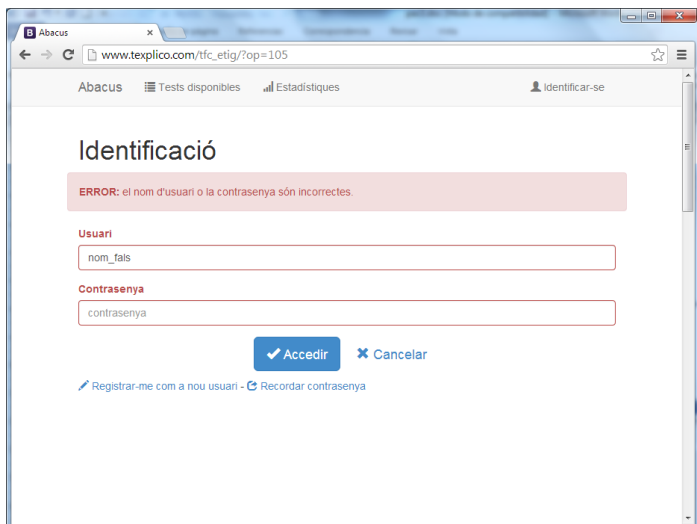 Abacus
www.texplico.com/tfc_etig/?op=105
Abacus Tests disponibles Estadístiques Identificar-se
Identificació
ERROR: el nom d'usuari o la contrasenya són incorrectes.
Usuari
nom_fals
Contrasenya
contrasenya
Accedir Cancelar
Registrar-me com a nou usuari - Recordar contrasenya